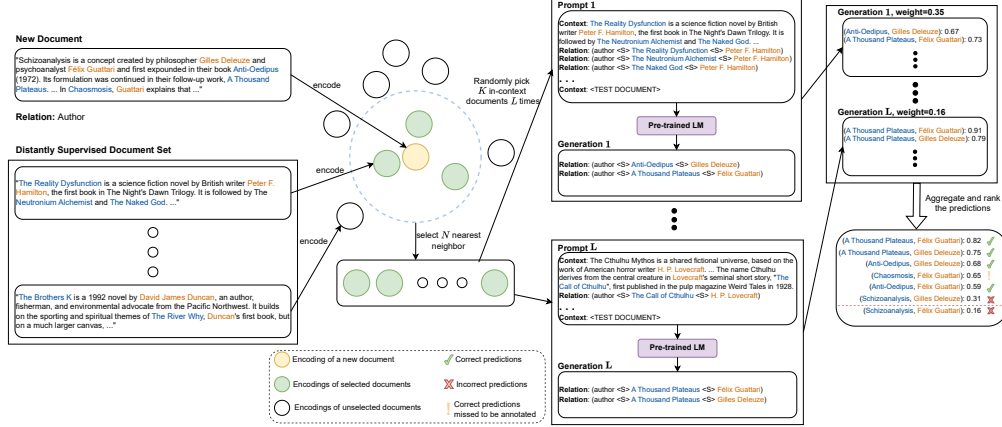 New Document
"Schizoanalysis is a concept created by philosopher Gilles Deleuze and
psychoanalyst Félix Guattari and first expounded in their book Anti-Oedipus
(1972). Its formulation was continued in their follow-up work, A Thousand
Plateaus. ... In Chaosmosis, Guattari explains that ..."
Relation: Author
Distantly Supervised Document Set
"The Reality Dysfunction is a science fiction novel by British writer Peter F.
Hamilton, the first book in The Night's Dawn Trilogy. It is followed by The
Neutronium Alchemist and The Naked God. ..."
"The Brothers K is a 1992 novel by David James Duncan, an author,
fisherman, and environmental advocate from the Pacific Northwest. It builds
on the sporting and spiritual themes of The River Why, Duncan's first book, but
on a much larger canvas, ..."
encode
encode
encode
select N nearest
neighbor
Randomly pick
K in-context
documents L times
Encoding of a new document
Encodings of selected documents
Encodings of unselected documents
Correct predictions
Incorrect predictions
Correct predictions
missed to be annotated
Prompt 1
Context: The Reality Dysfunction is a science fiction novel by British
writer Peter F. Hamilton, the first book in The Night's Dawn Trilogy. It is
followed by The Neutronium Alchemist and The Naked God. ...
Relation: (author <S> The Reality Dysfunction <S> Peter F. Hamilton)
Relation: (author <S> The Neutronium Alchemist <S> Peter F. Hamilton)
Relation: (author <S> The Naked God <S> Peter F. Hamilton)
. . .
Context: <TEST DOCUMENT>
Pre-trained LM
Generation 1
Relation: (author <S> Anti-Oedipus <S> Gilles Deleuze)
Relation: (author <S> A Thousand Plateaus <S> Félix Guattari)
Prompt L
Context: The Cthulhu Mythos is a shared fictional universe, based on the
work of American horror writer H. P. Lovecraft. ... The name Cthulhu
derives from the central creature in Lovecraft's seminal short story, "The
Call of Cthulhu", first published in the pulp magazine Weird Tales in 1928.
Relation: (author <S> The Call of Cthulhu <S> H. P. Lovecraft)
. . .
Context: <TEST DOCUMENT>
Pre-trained LM
Generation L
Relation: (author <S> A Thousand Plateaus <S> Félix Guattari)
Relation: (author <S> A Thousand Plateaus <S> Gilles Deleuze)
Generation 1, weight=0.35
(Anti-Oedipus, Gilles Deleuze): 0.67
(A Thousand Plateaus, Félix Guattari): 0.73
Generation L, weight=0.16
(A Thousand Plateaus, Félix Guattari): 0.91
(A Thousand Plateaus, Gilles Deleuze): 0.79
Aggregate and rank
the predictions
(A Thousand Plateaus, Félix Guattari): 0.82
(A Thousand Plateaus, Gilles Deleuze): 0.75
(Anti-Oedipus, Gilles Deleuze): 0.68
(Chaosmosis, Félix Guattari): 0.65
(Anti-Oedipus, Félix Guattari): 0.59
(Schizoanalysis, Gilles Deleuze): 0.31
(Schizoanalysis, Félix Guattari): 0.16